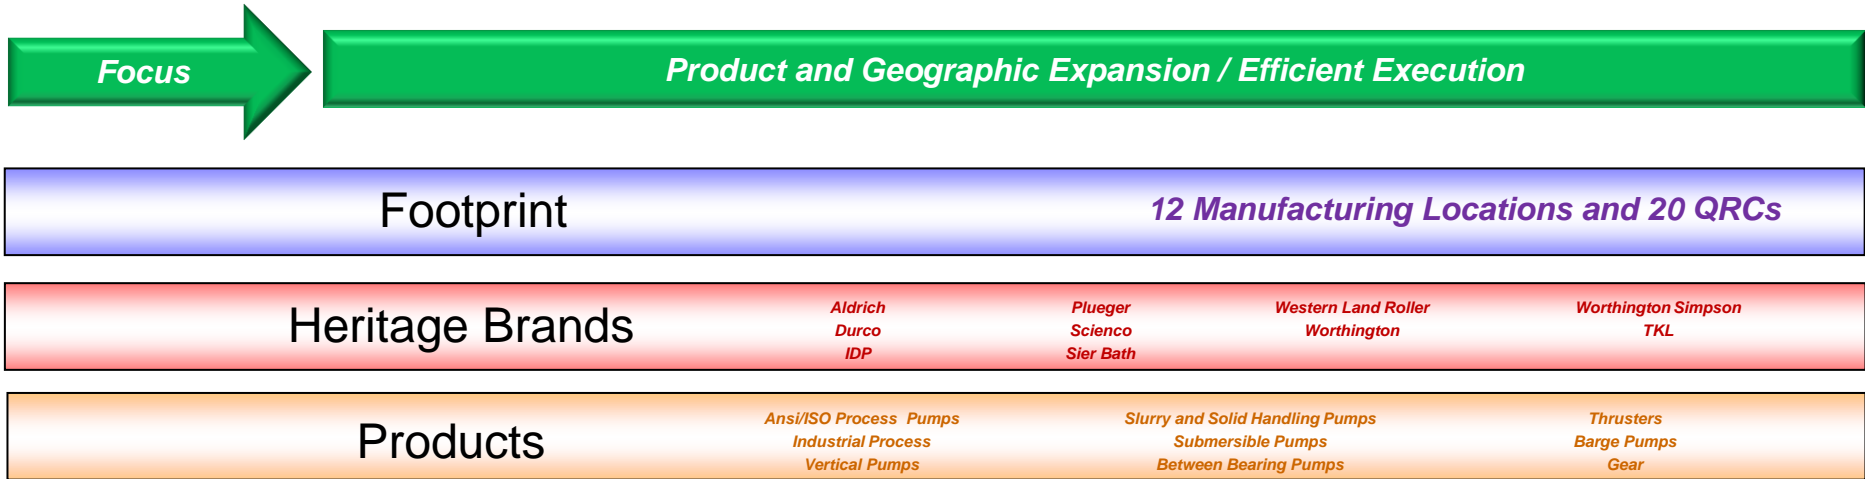 Focus
Product and Geographic Expansion / Efficient Execution
Footprint
12 Manufacturing Locations and 20 QRCs
Heritage Brands
Aldrich
Durco
IDP
Plueger
Scienco
Sier Bath
Western Land Roller
Worthington
Worthington Simpson
TKL
Products
Ansi/ISO Process Pumps
Industrial Process
Vertical Pumps
Slurry and Solid Handling Pumps
Submersible Pumps
Between Bearing Pumps
Thrusters
Barge Pumps
Gear